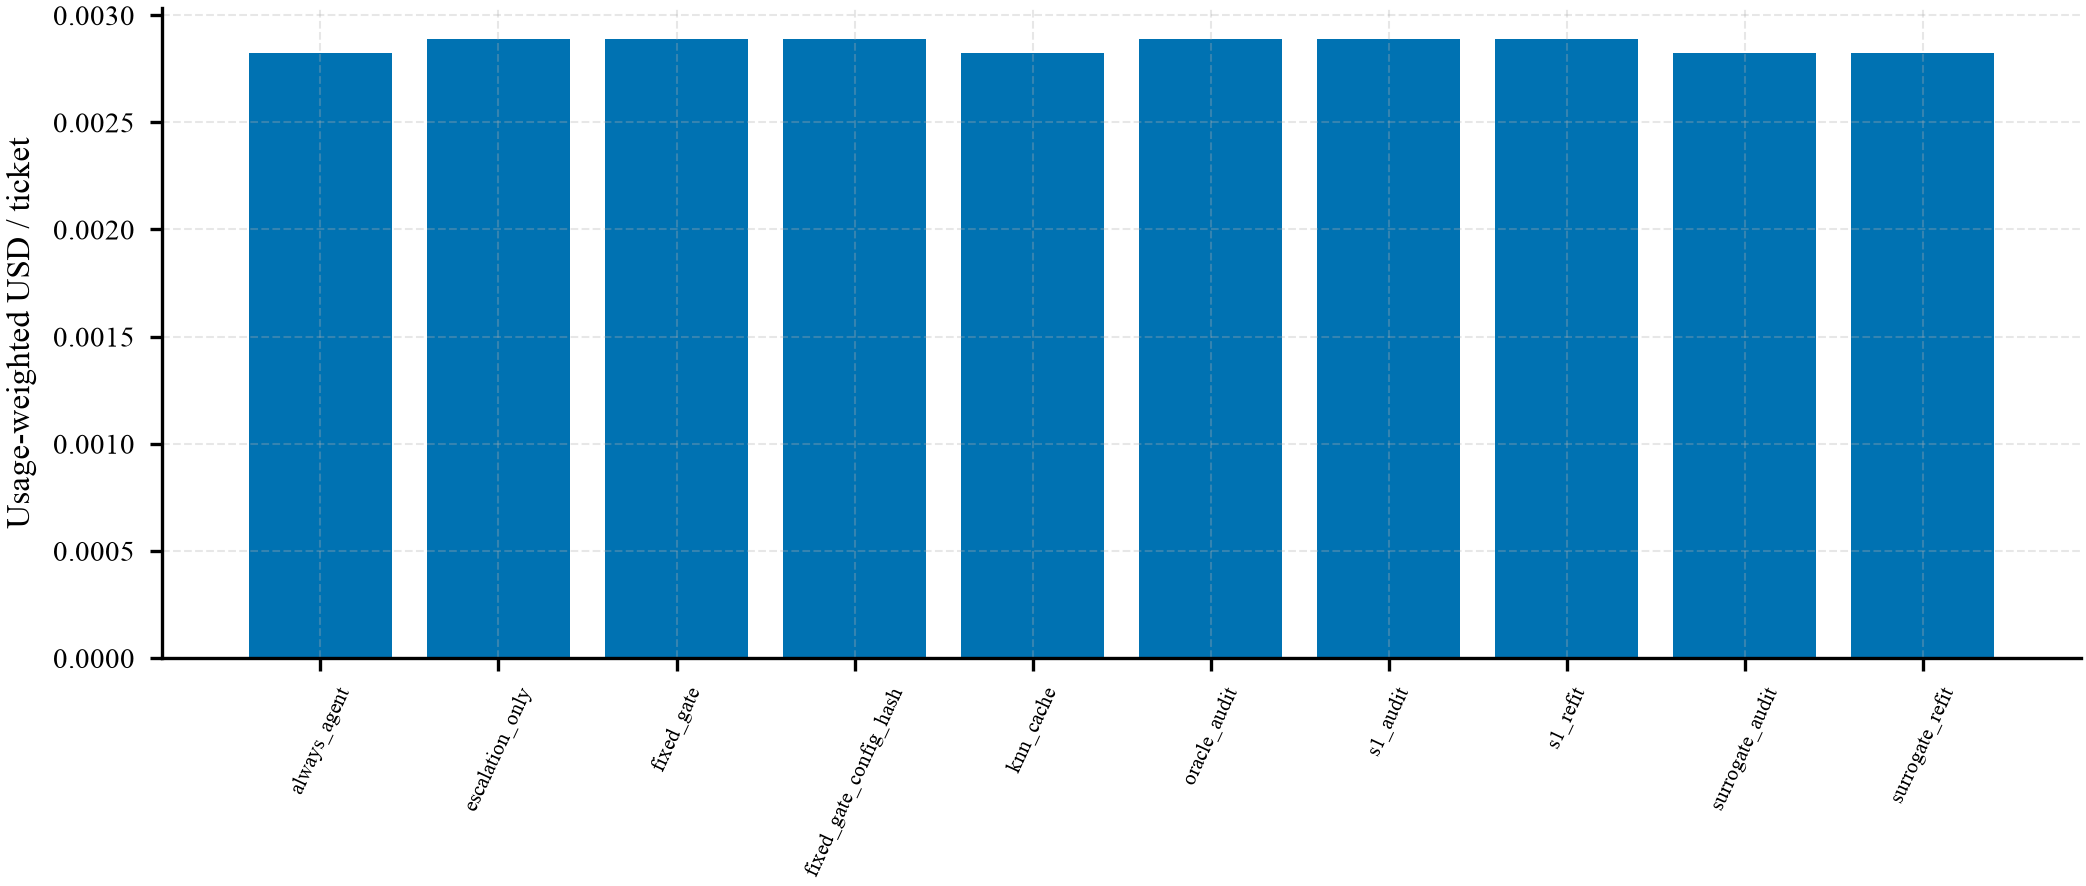 Usage-weighted USD / ticket
0.0030
0.0025
0.0020
0.0015
0.0010
0.0005
0.0000
always_agent
escalation_only
fixed_gate
fixed_gate_config_hash
knn_cache
oracle_audit
s1_audit
s1_refit
surrogate_audit
surrogate_refit